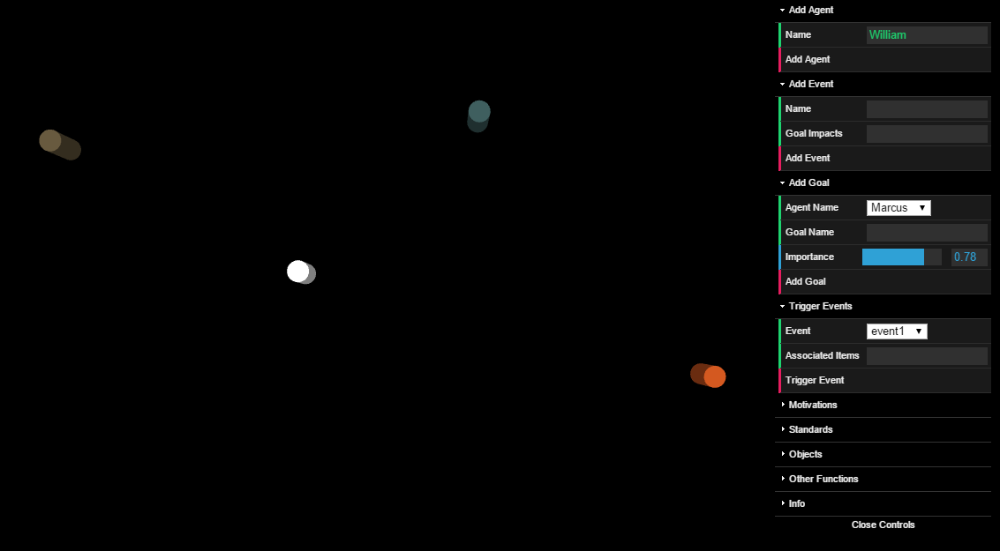 Add Agent
Name William
Add Agent
Add Event
Name
Goal Impacts
Add Event
Add Goal
Agent Name Marcus
Goal Name
Importance 0.78
Add Goal
Trigger Events
Event event1
Associated Items
Trigger Event
Motivations
Standards
Objects
Other Functions
Info
Close Controls